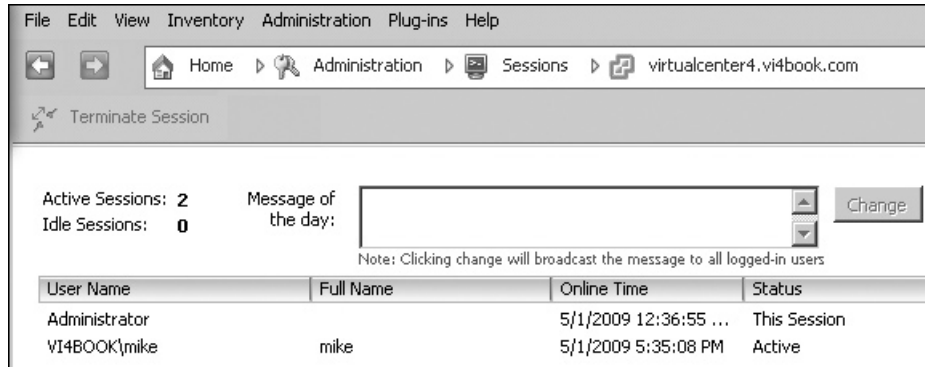 File Edit View Inventory Administration Plug-ins Help
Home Administration Sessions virtualcenter4.vi4book.com
Terminate Session
Active Sessions: 2
Idle Sessions: 0
Message of the day:
Change
Note: Clicking change will broadcast the message to all logged-in users
User Name Full Name Online Time Status
Administrator 5/1/2009 12:36:55 ... This Session
VI4BOOK\mike mike 5/1/2009 5:35:08 PM Active